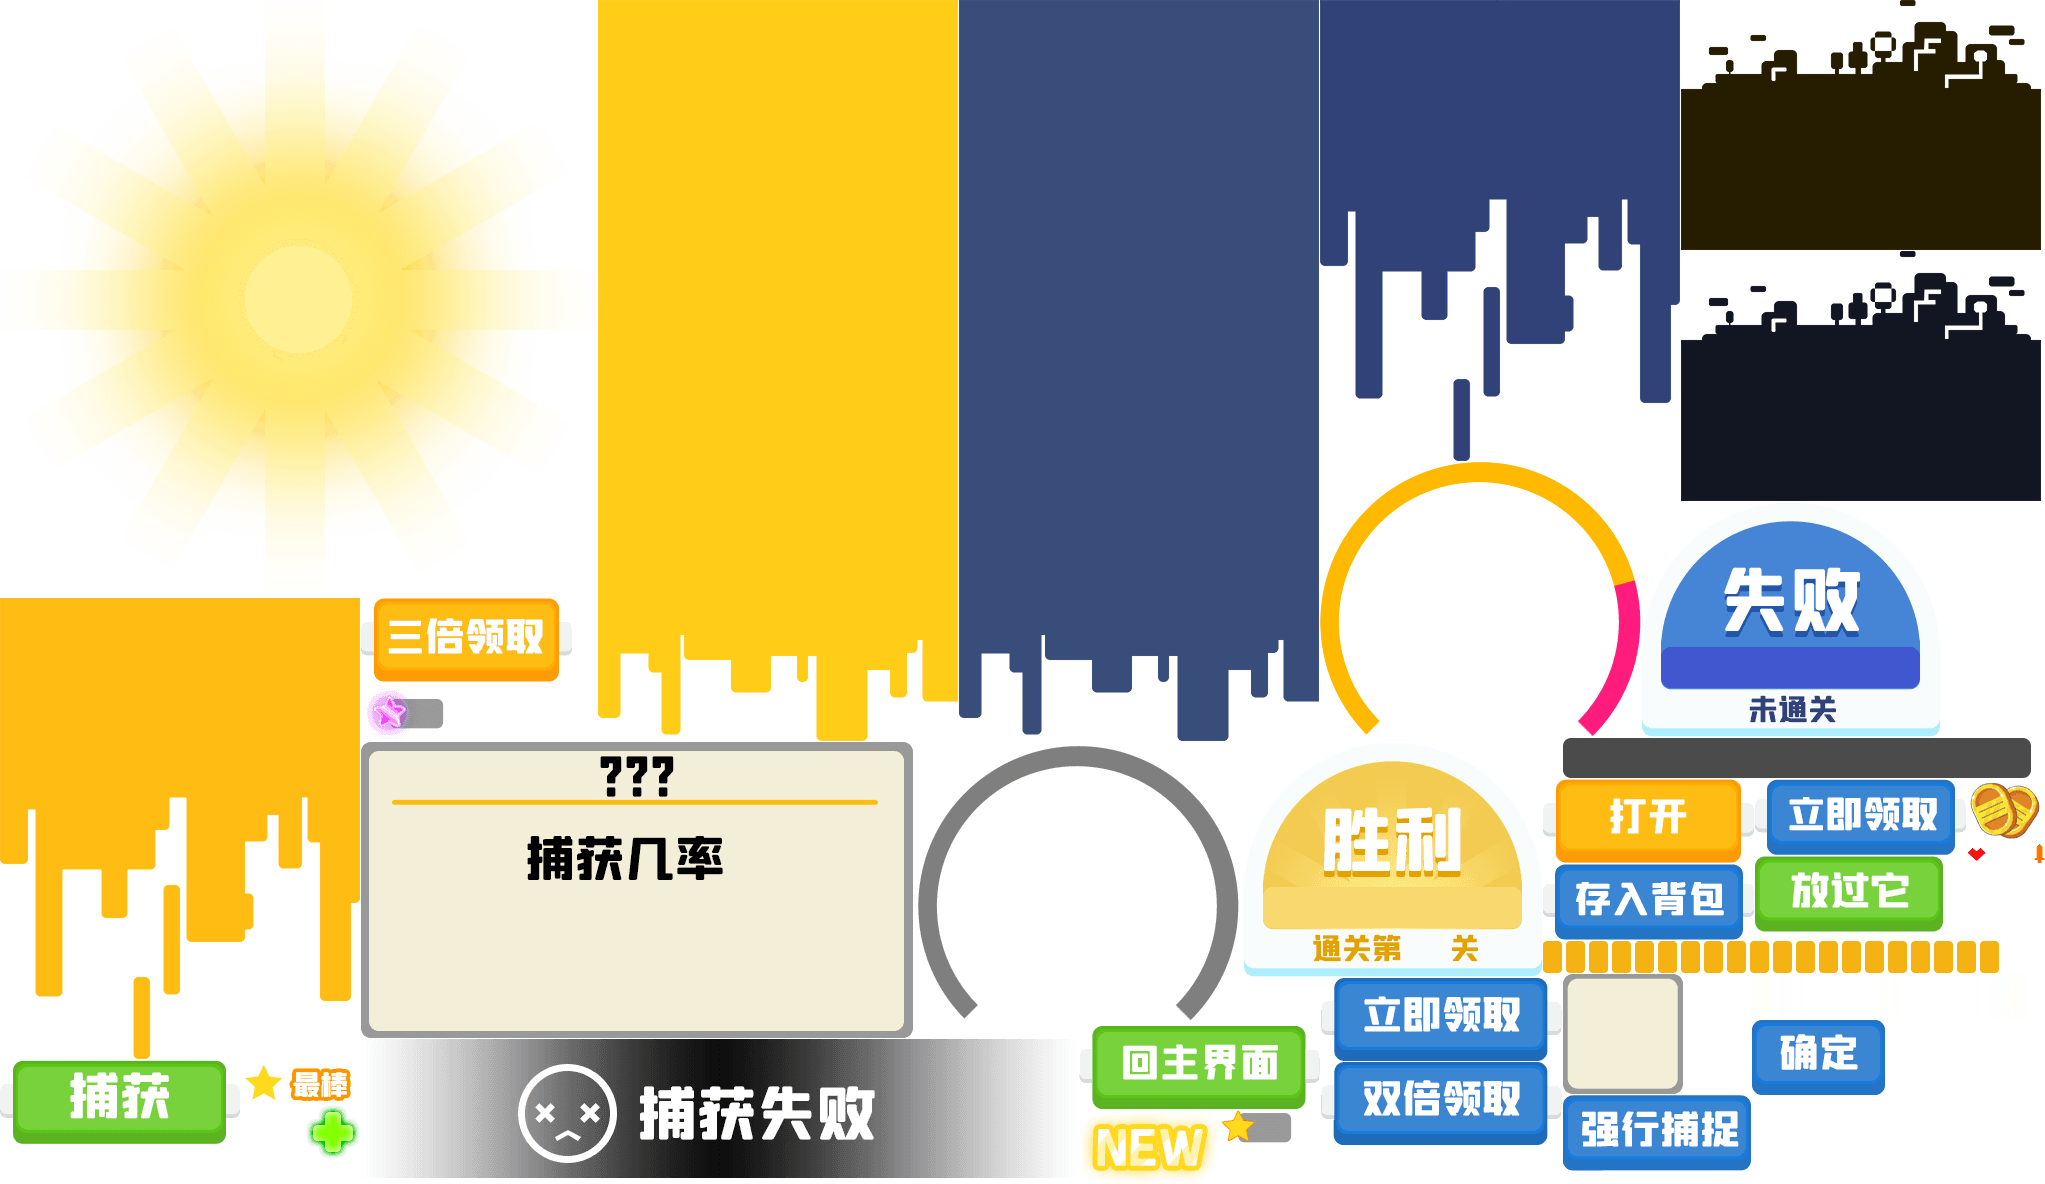 三倍领取
失败
未通关
???
捕获几率
胜利
通关第 关
打开
立即领取
存入背包
放过它
立即领取
双倍领取
确定
强行捕捉
回主界面
NEW
捕获
最棒
捕获失败